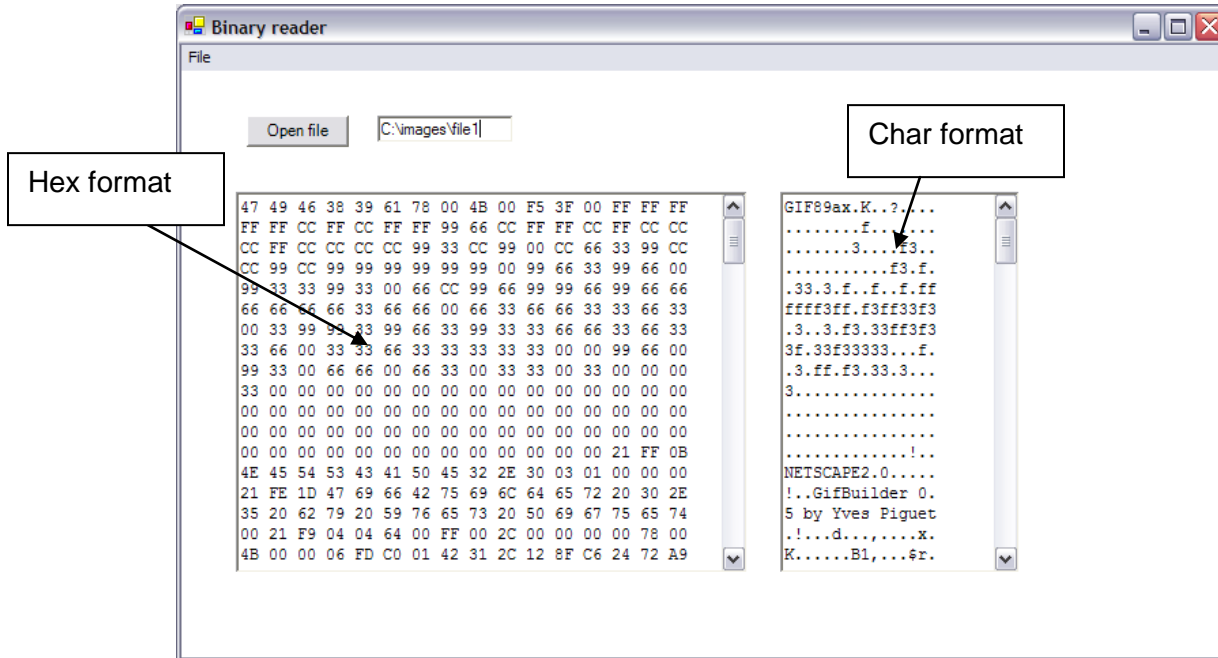 Binary reader
File
Open file
C:\images\file1
Char format
Hex format
47 49 46 38 39 61 78 00 4B 00 F5 3F 00 FF FF FF
FF FF CC FF CC FF FF 99 66 CC FF FF CC FF CC CC
CC FF CC CC CC CC 99 33 CC 99 00 CC 66 33 99 CC
CC 99 CC 99 99 99 99 99 99 00 99 66 33 99 66 00
99 33 33 99 33 00 66 CC 99 66 99 99 66 99 66 66
66 66 66 66 33 66 66 00 66 33 66 66 33 33 66 33
00 33 99 99 33 99 66 33 99 33 33 66 66 33 66 33
33 66 00 33 33 66 33 33 33 33 33 00 00 99 66 00
99 33 00 66 66 00 66 33 00 33 33 00 33 00 00 00
33 00 00 00 00 00 00 00 00 00 00 00 00 00 00 00
00 00 00 00 00 00 00 00 00 00 00 00 00 00 00 00
00 00 00 00 00 00 00 00 00 00 00 00 00 00 00 00
00 00 00 00 00 00 00 00 00 00 00 00 00 21 FF 0B
4E 45 54 53 43 41 50 45 32 2E 30 03 01 00 00 00
21 FE 1D 47 69 66 42 75 69 6C 64 65 72 20 30 2E
35 20 62 79 20 59 76 65 73 20 50 69 67 75 65 74
00 21 F9 04 04 64 00 FF 00 2C 00 00 00 00 78 00
4B 00 00 06 FD C0 01 42 31 2C 12 8F C6 24 72 A9
GIF89ax.K..?....
........f.......
........3....f3..
...........f3.f.
.33.3.f..f..f.ff
ffff3ff.f3ff33f3
.3..3.f3.33ff3f3
3f.33f33333...f.
.3.ff.f3.33.3...
3...............
................
................
.............!..
NETSCAPE2.0.....
!..GifBuilder 0.
5 by Yves Piguet
.!...d...,....x.
K......B1,...$r.